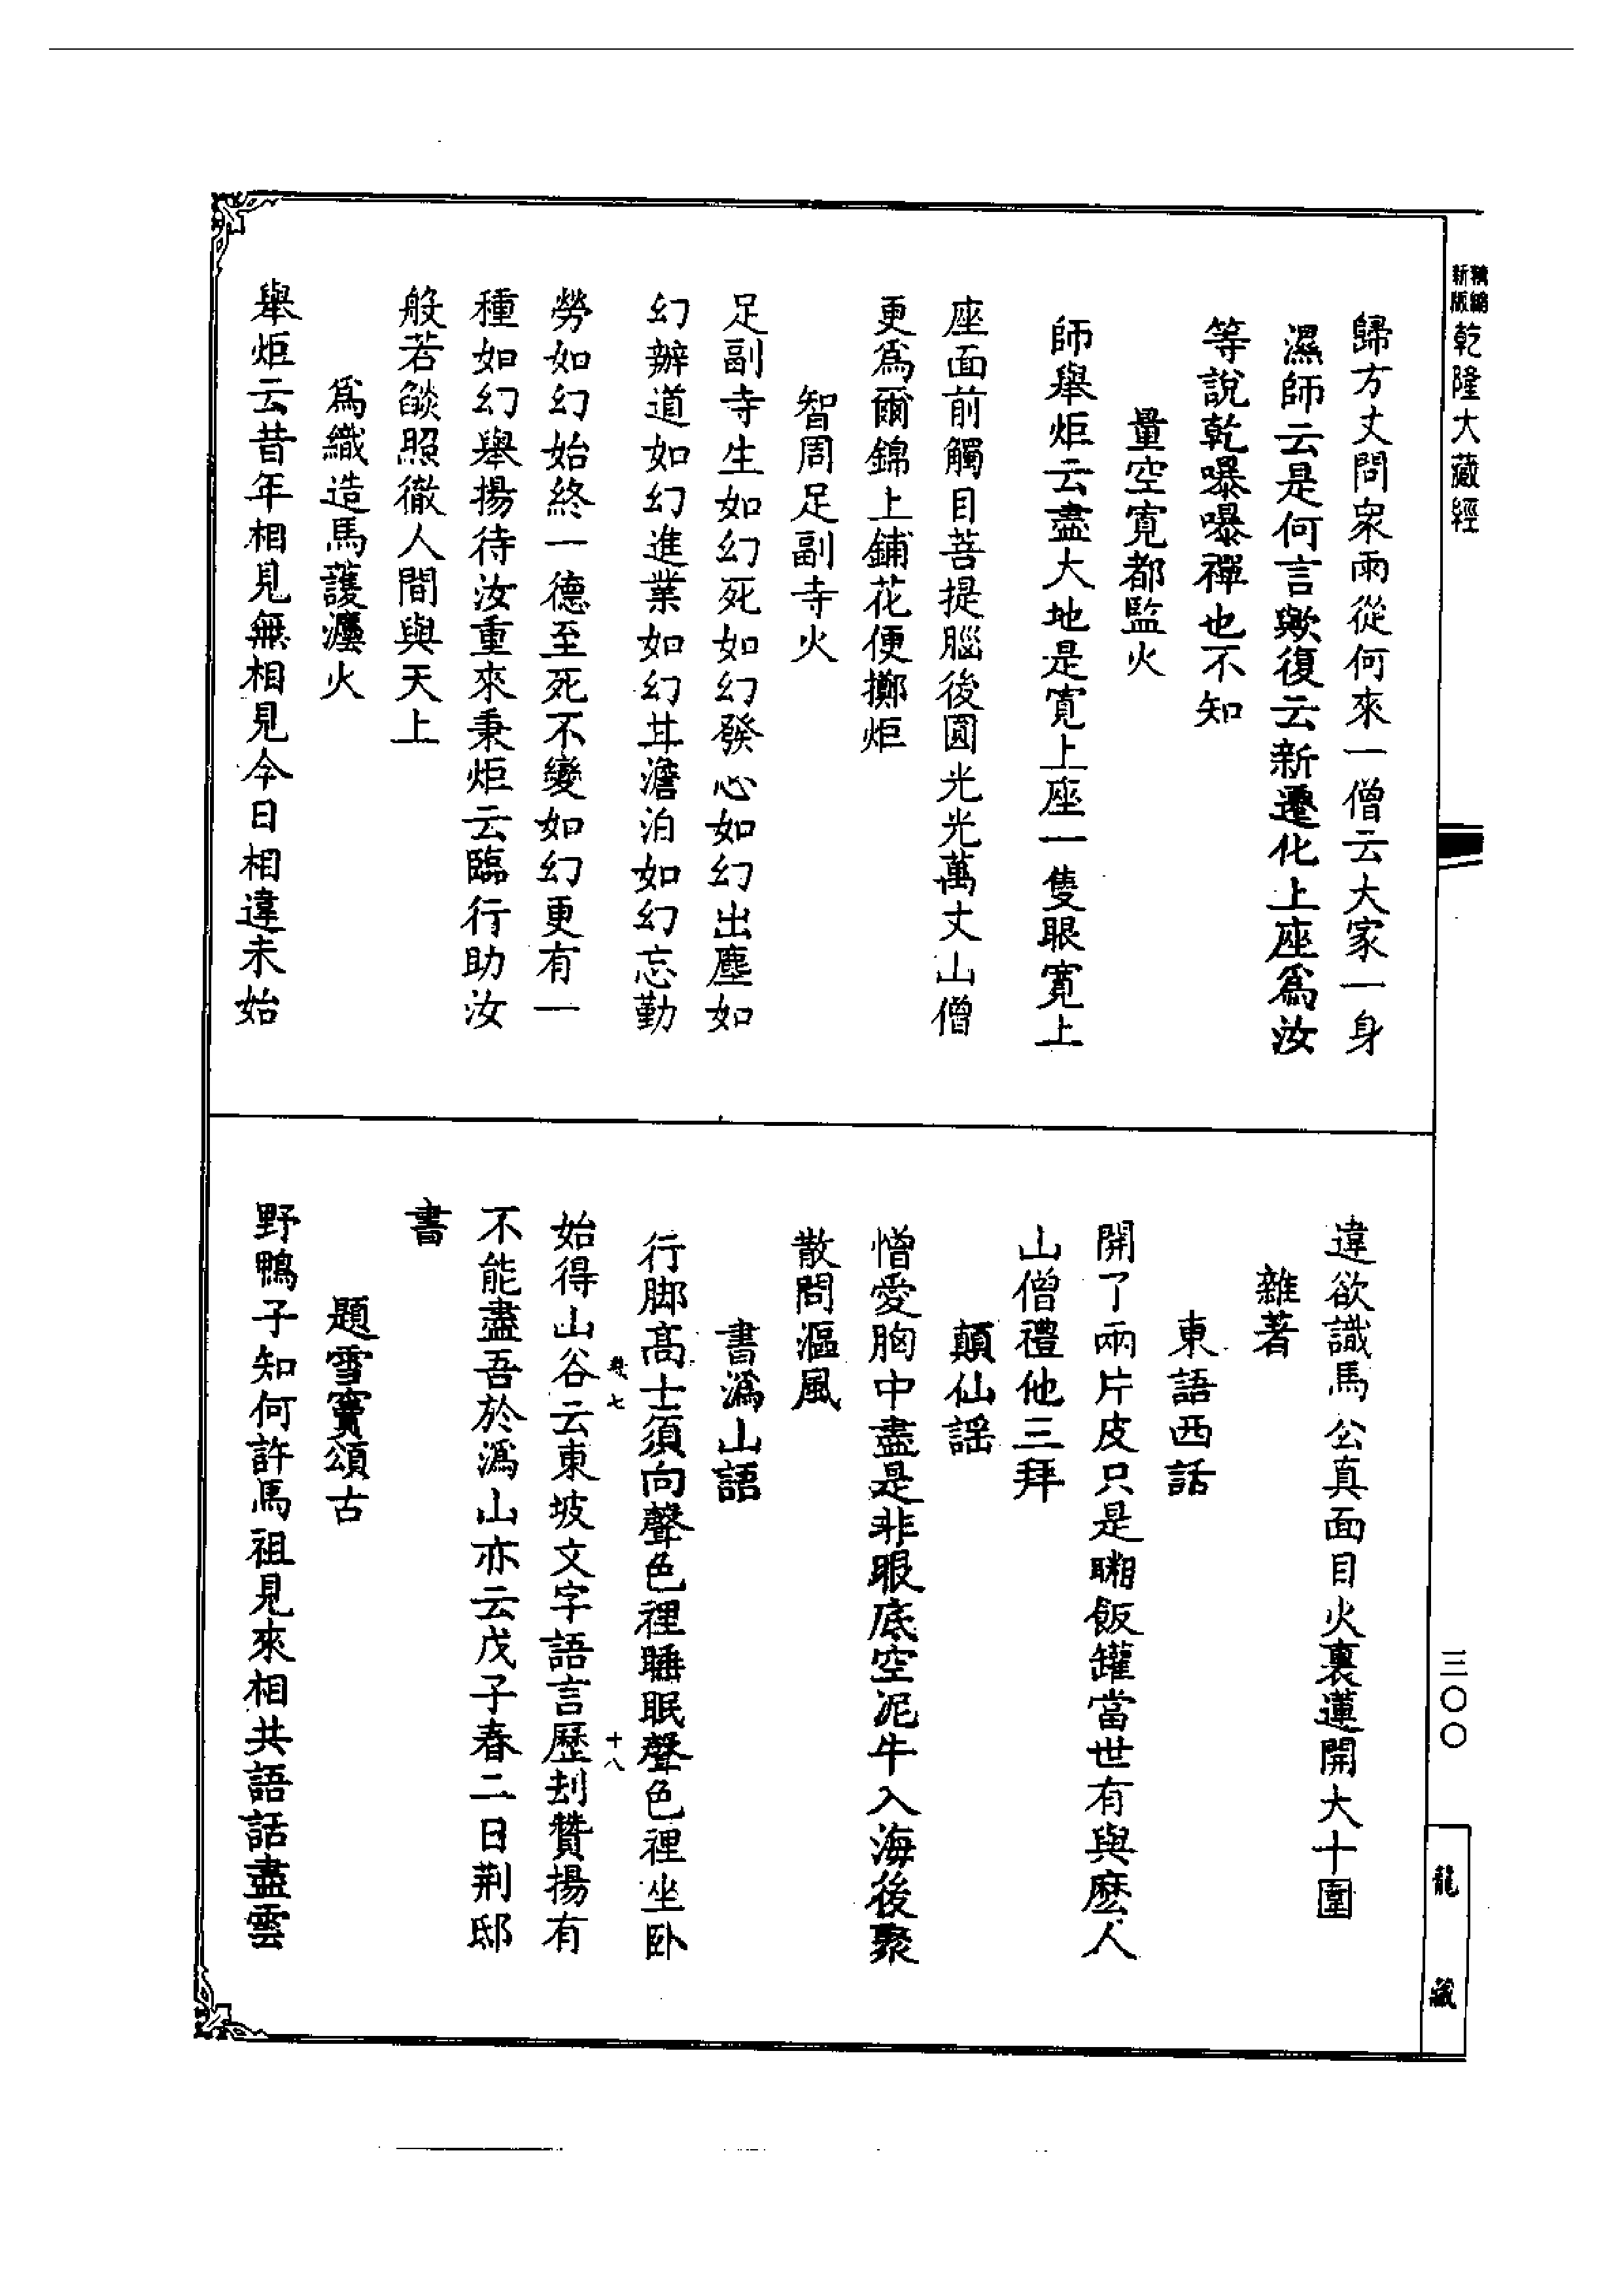 新編
縮版
乾隆大藏經
歸方丈問衆雨從何來一僧云大家一身
濕師云是何言歟復云新遷化上座爲汝
等說乾曝曝禪也不知
量空寬都監火
師舉炬云盡大地是寬上座一隻眼寬上
座面前觸目菩提腦後圓光光萬丈山僧
更爲爾錦上鋪花便擲炬
智周足副寺火
足副寺生如幻死如幻發心如幻出塵如
幻辦道如幻進業如幻甘澹泊如幻忘勤
勞如幻始終一德至死不變如幻更有一
種如幻舉揚待汝重來秉炬云臨行助汝
般若燄照徹人間與天上
爲織造馬護火
舉炬云昔年相見無相見今日相違未始
違欲識馬公真面目火裏蓮開大十圍
雜著
東語西話
開了兩片皮只是飯罐當世有與麽人
山僧禮他三拜
顛仙謡
憎愛胸中盡是非眼底空泥牛入海後聚
散問漚風
書溈山語
行脚高士須向聲色裡睡眠聲色裡坐卧
始得山谷云東坡文字語言歷刦贊揚有
不能盡吾於溈山亦云戊子春二日荆邸
書
題雪竇頌古
野鴨子知何許馬祖見來相共語話盡雲
七
十八
三〇〇
龍藏